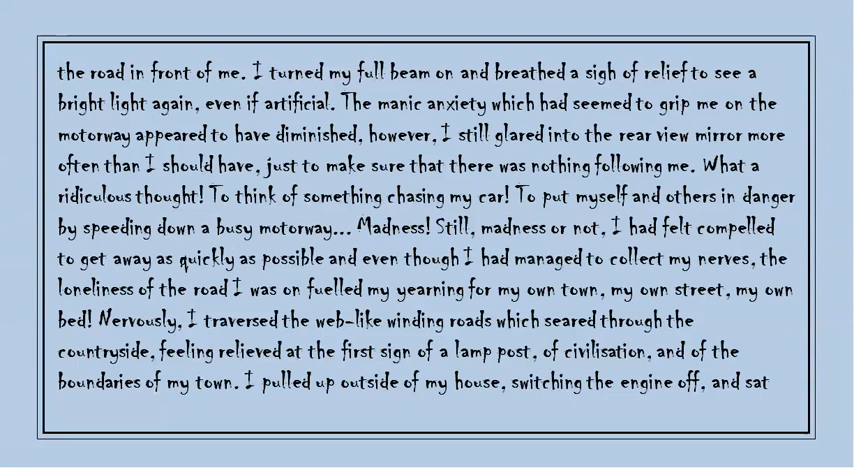 the road in front of me. I turned my full beam on and breathed a sigh of relief to see a
bright light again, even if artificial. The manic anxiety which had seemed to grip me on the
motorway appeared to have diminished, however, I still glared into the rear view mirror more
often than I should have, just to make sure that there was nothing following me. What a
ridiculous thought! To think of something chasing my car! To put myself and others in danger
by speeding down a busy motorway... Madness! Still, madness or not, I had felt compelled
to get away as quickly as possible and even though I had managed to collect my nerves, the
loneliness of the road I was on fuelled my yearning for my own town, my own street, my own
bed! Nervously, I traversed the web-like winding roads which seared through the
countryside, feeling relieved at the first sign of a lamp post, of civilisation, and of the
boundaries of my town. I pulled up outside of my house, switching the engine off, and sat